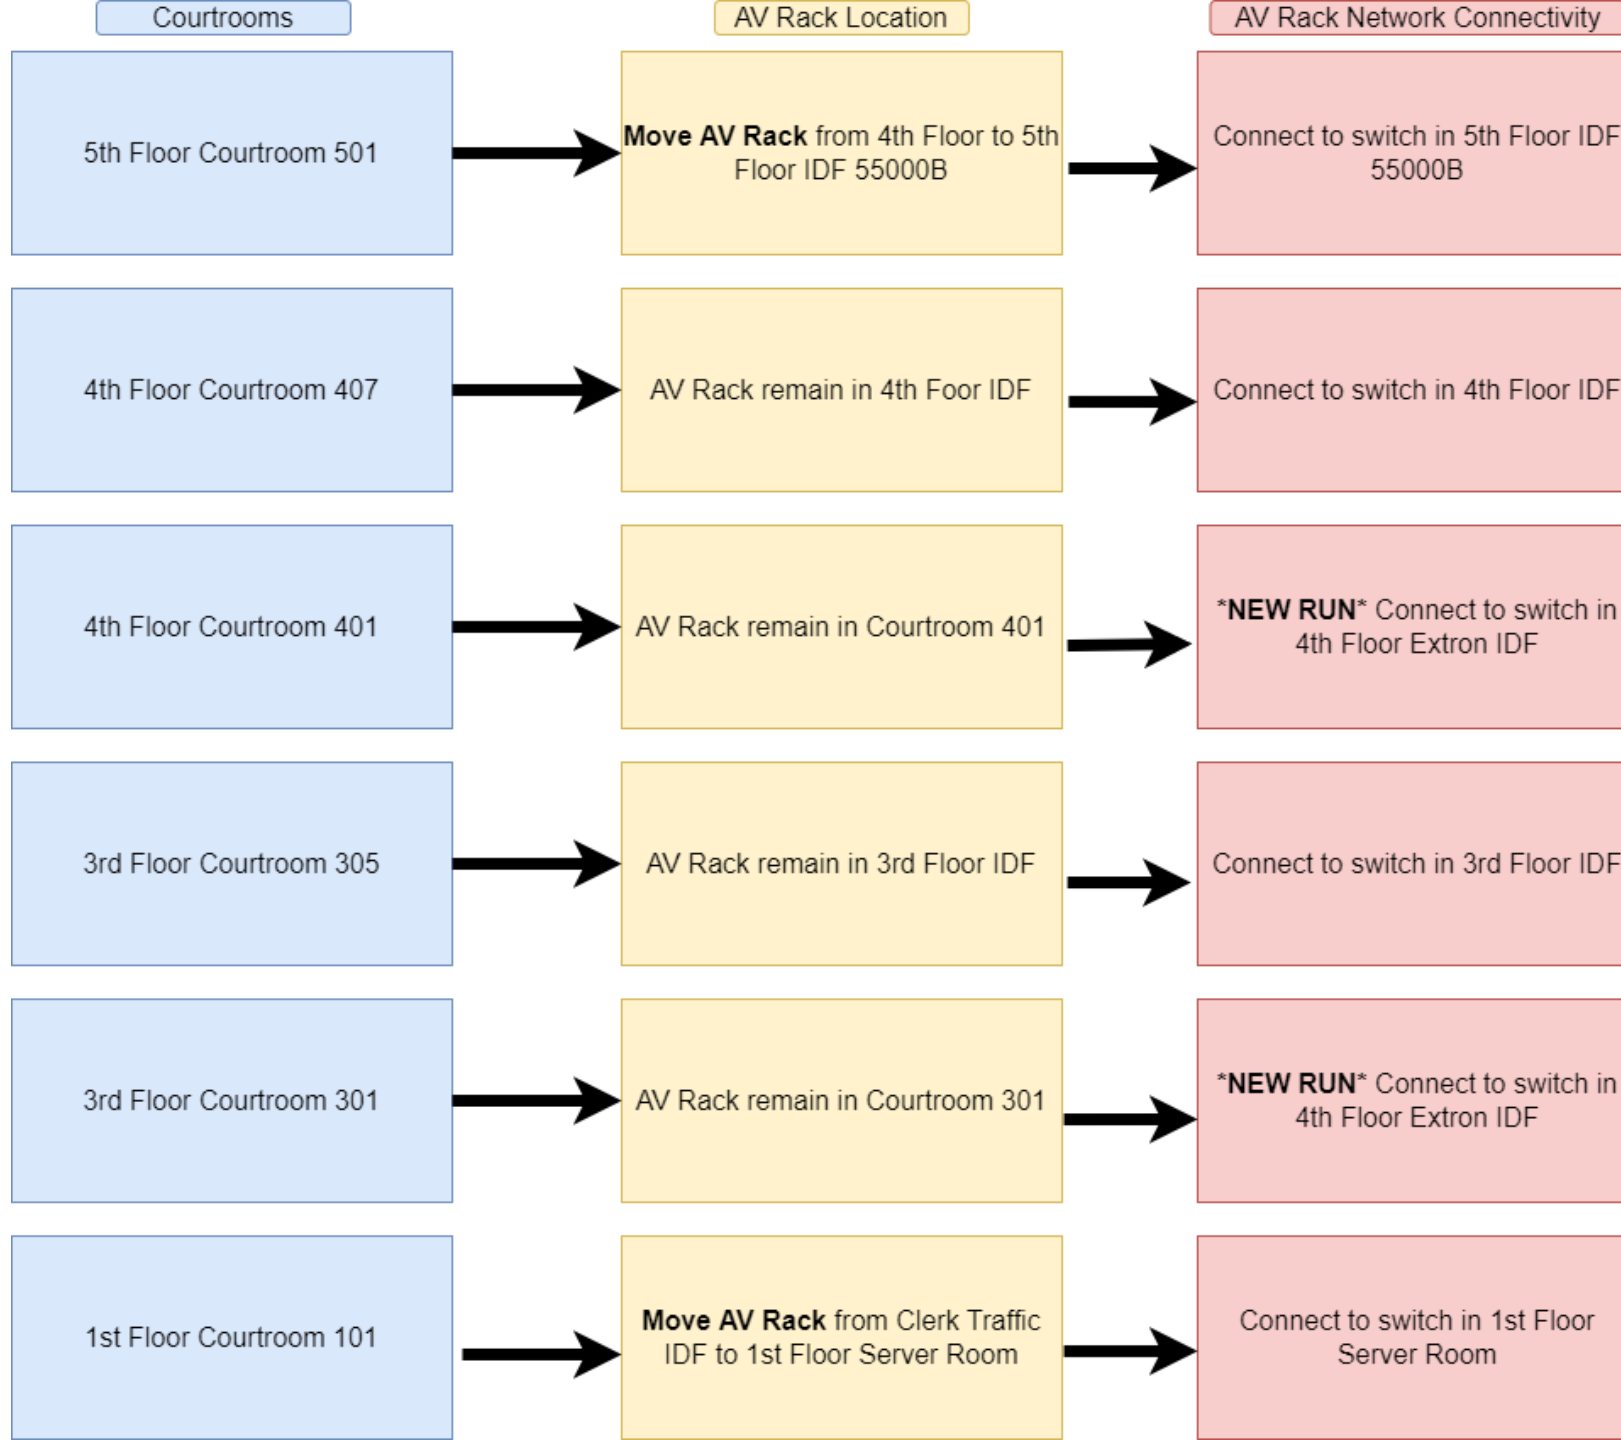 Courtrooms
AV Rack Location
AV Rack Network Connectivity
5th Floor Courtroom 501
Move AV Rack from 4th Floor to 5th
Floor IDF 55000B
Connect to switch in 5th Floor IDF
55000B
4th Floor Courtroom 407
AV Rack remain in 4th Foor IDF
Connect to switch in 4th Floor IDF
4th Floor Courtroom 401
AV Rack remain in Courtroom 401
*NEW RUN* Connect to switch in
4th Floor Extron IDF
3rd Floor Courtroom 305
AV Rack remain in 3rd Floor IDF
Connect to switch in 3rd Floor IDF
3rd Floor Courtroom 301
AV Rack remain in Courtroom 301
*NEW RUN* Connect to switch in
4th Floor Extron IDF
1st Floor Courtroom 101
Move AV Rack from Clerk Traffic
IDF to 1st Floor Server Room
Connect to switch in 1st Floor
Server Room